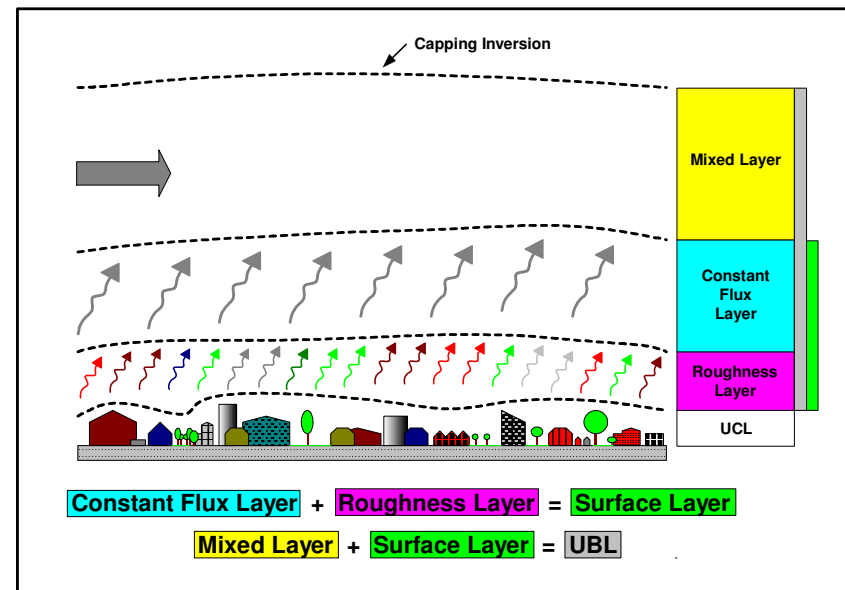 Capping Inversion
Mixed Layer
Constant
Flux
Layer
Roughness
Layer
UCL
Constant Flux Layer + Roughness Layer = Surface Layer
Mixed Layer + Surface Layer = UBL